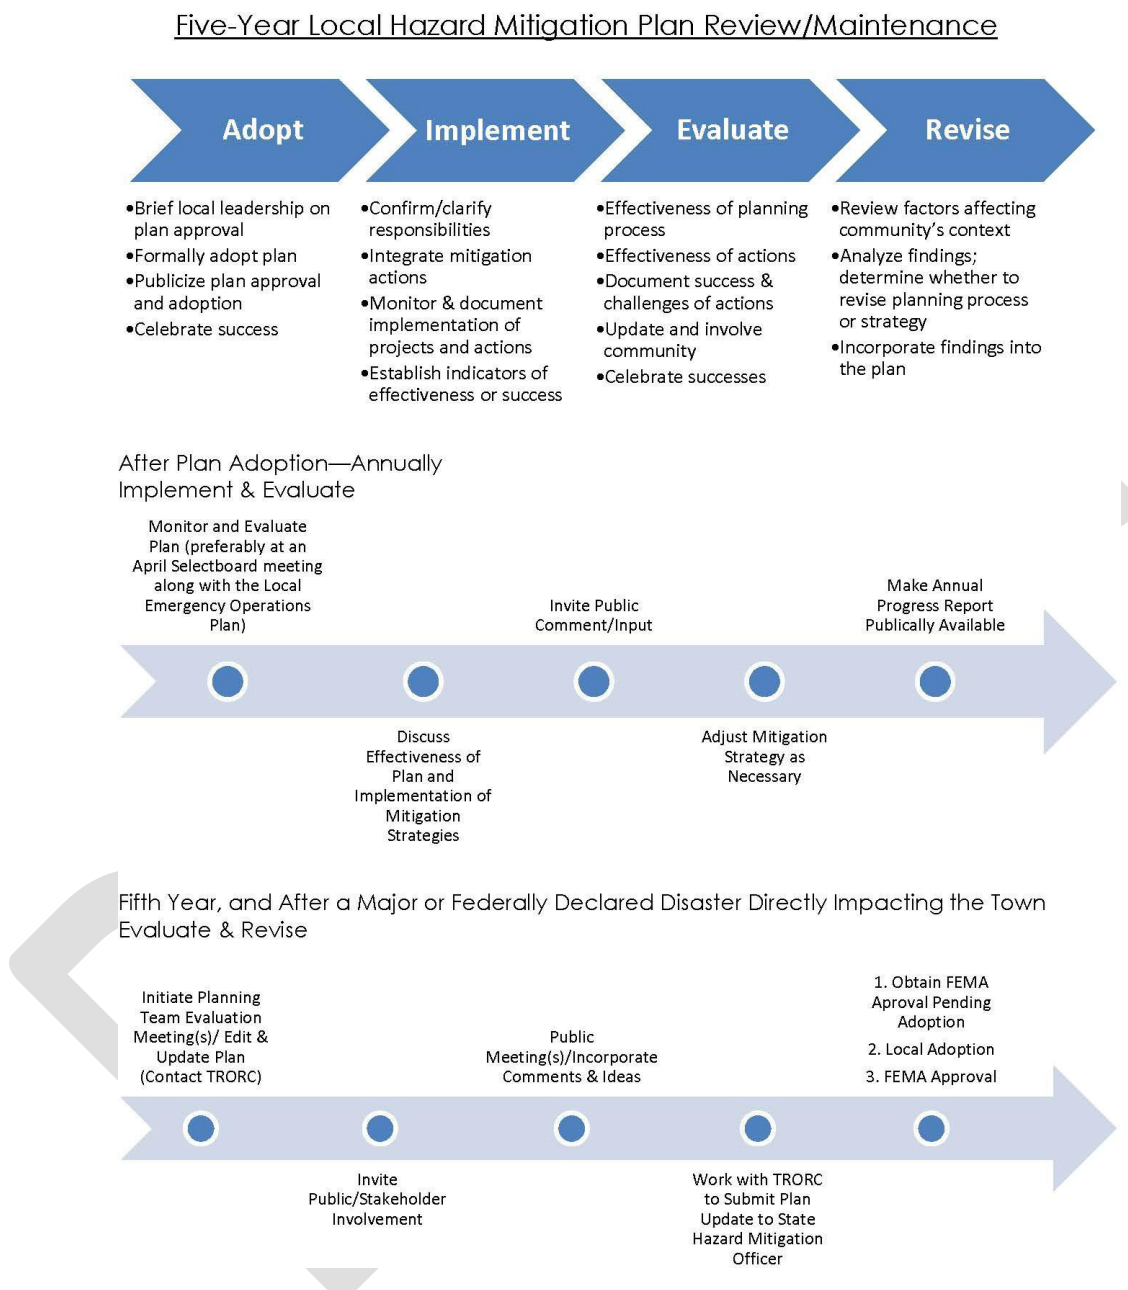 Five-Year Local Hazard Mitigation Plan Review/Maintenance
Adopt
•Brief local leadership on
plan approval
•Formally adopt plan
•Publicize plan approval
and adoption
•Celebrate success
Implement
•Confirm/clarify
responsibilities
•Integrate mitigation
actions
•Monitor & document
implementation of
projects and actions
•Establish indicators of
effectiveness or success
Evaluate
•Effectiveness of planning
process
•Effectiveness of actions
•Document success &
challenges of actions
•Update and involve
community
•Celebrate successes
Revise
•Review factors affecting
community's context
•Analyze findings;
determine whether to
revise planning process
or strategy
•Incorporate findings into
the plan
After Plan Adoption—Annually
Implement & Evaluate
Monitor and Evaluate
Plan (preferably at an
April Selectboard meeting
along with the Local
Emergency Operations
Plan)
Discuss
Effectiveness of
Plan and
Implementation of
Mitigation
Strategies
Invite Public
Comment/Input
Adjust Mitigation
Strategy as
Necessary
Make Annual
Progress Report
Publically Available
Fifth Year, and After a Major or Federally Declared Disaster Directly Impacting the Town
Evaluate & Revise
Initiate Planning
Team Evaluation
Meeting(s)/ Edit &
Update Plan
(Contact TRORC)
Invite
Public/Stakeholder
Involvement
Public
Meeting(s)/Incorporate
Comments & Ideas
Work with TRORC
to Submit Plan
Update to State
Hazard Mitigation
Officer
1. Obtain FEMA
Aproval Pending
Adoption
2. Local Adoption
3. FEMA Approval